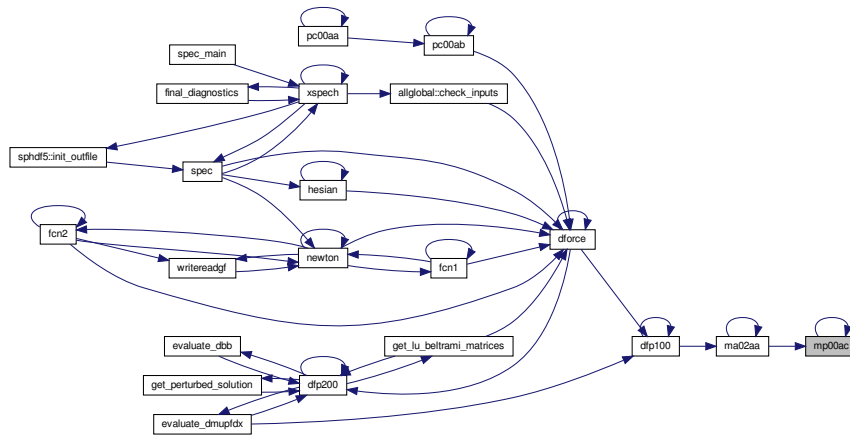 pc00aa
pc00ab
spec_main
final_diagnostics
xspech
allglobal::check_inputs
sphdf5::init_outfile
spec
hesian
fcn2
dforce
newton
writereadgf
fcn1
evaluate_dbb
get_lu_beltrami_matrices
dfp100
ma02aa
mp00ac
get_perturbed_solution
dfp200
evaluate_dmupfdx